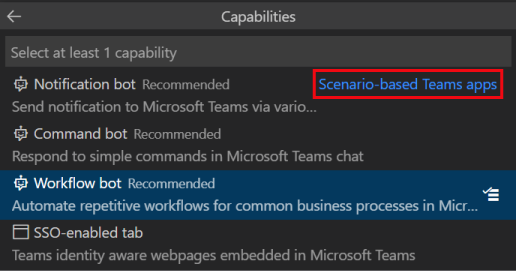 Capabilities
Select at least 1 capability
Notification bot Recommended Scenario-based Teams apps
Send notification to Microsoft Teams via vario...
Command bot Recommended
Respond to simple commands in Microsoft Teams chat
Workflow bot Recommended
Automate repetitive workflows for common business processes in Micr...
SSO-enabled tab
Teams identity aware webpages embedded in Microsoft Teams